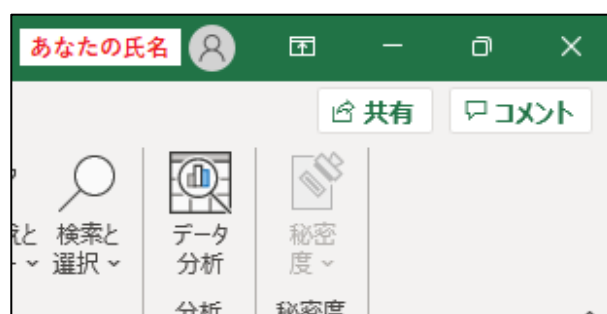 あなたの氏名
共有 コメント
検索と データ 秘密
選択 分析 度
分析 秘密度